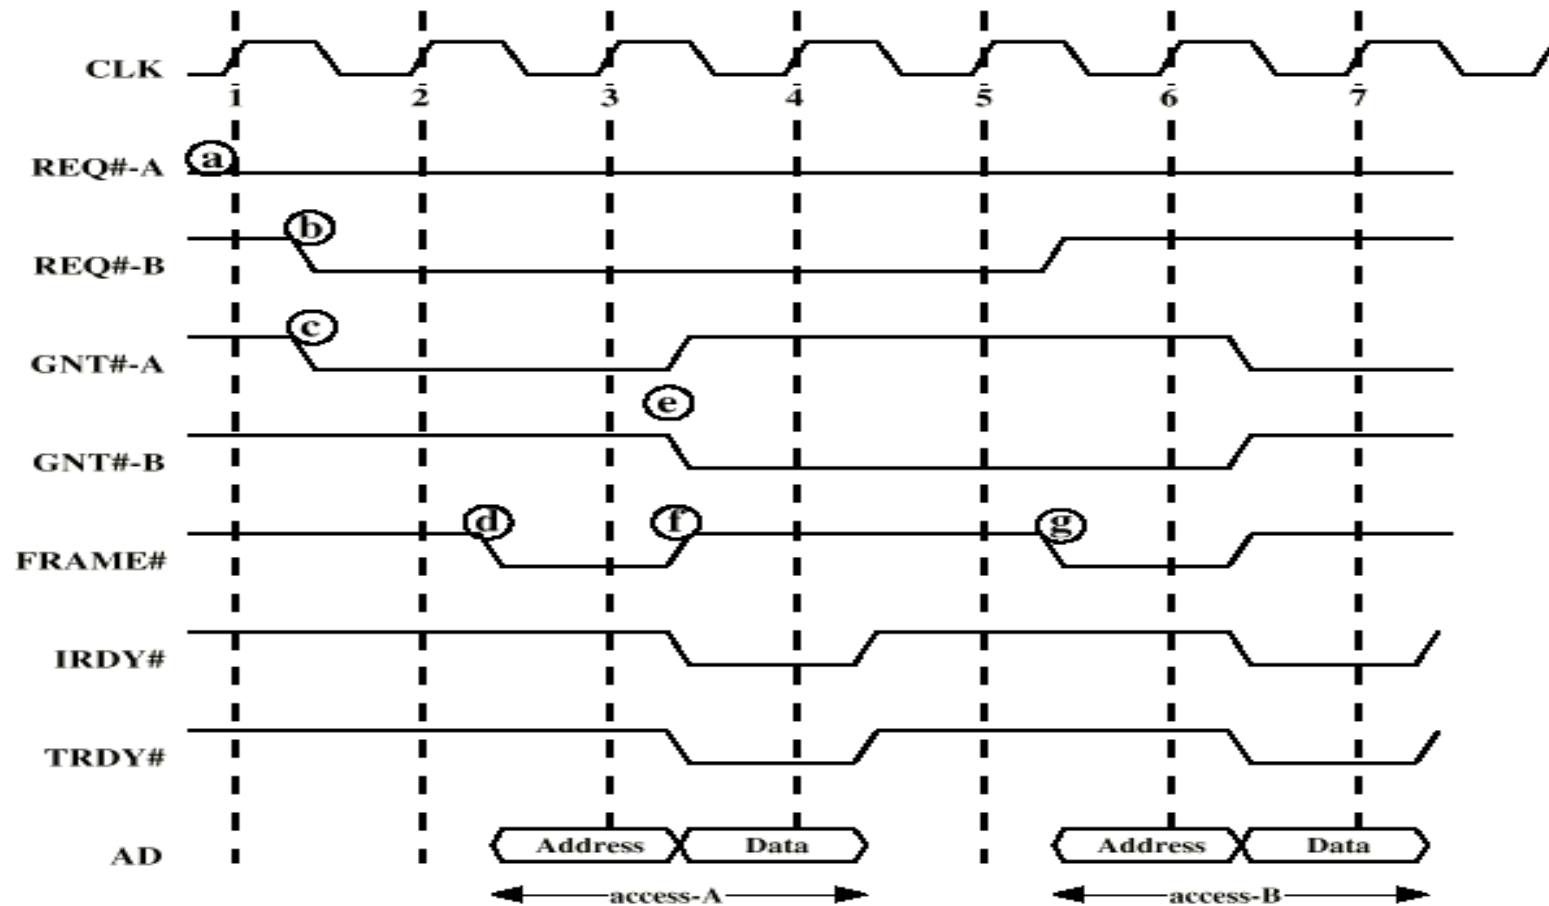 CLK
1 2 3 4 5 6 7
a
REQ#-A
b
REQ#-B
c
GNT#-A
e
GNT#-B
d f g
FRAME#
IRDY#
TRDY#
AD Address Data Address Data
access-A access-B